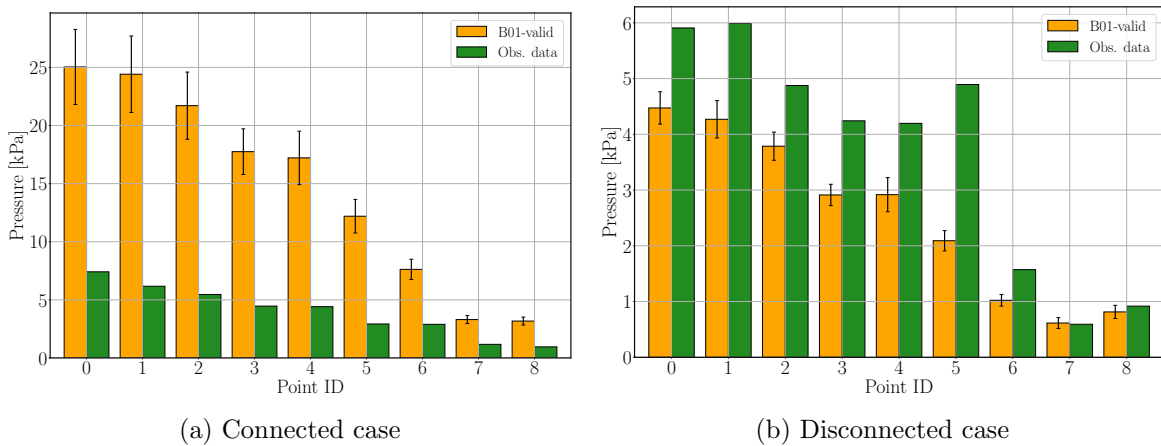 B01-valid
Obs. data
Pressure [kPa]
25
20
15
10
5
0
0 1 2 3 4 5 6 7 8
Point ID
(a) Connected case
B01-valid
Obs. data
Pressure [kPa]
6
5
4
3
2
1
0
0 1 2 3 4 5 6 7 8
Point ID
(b) Disconnected case